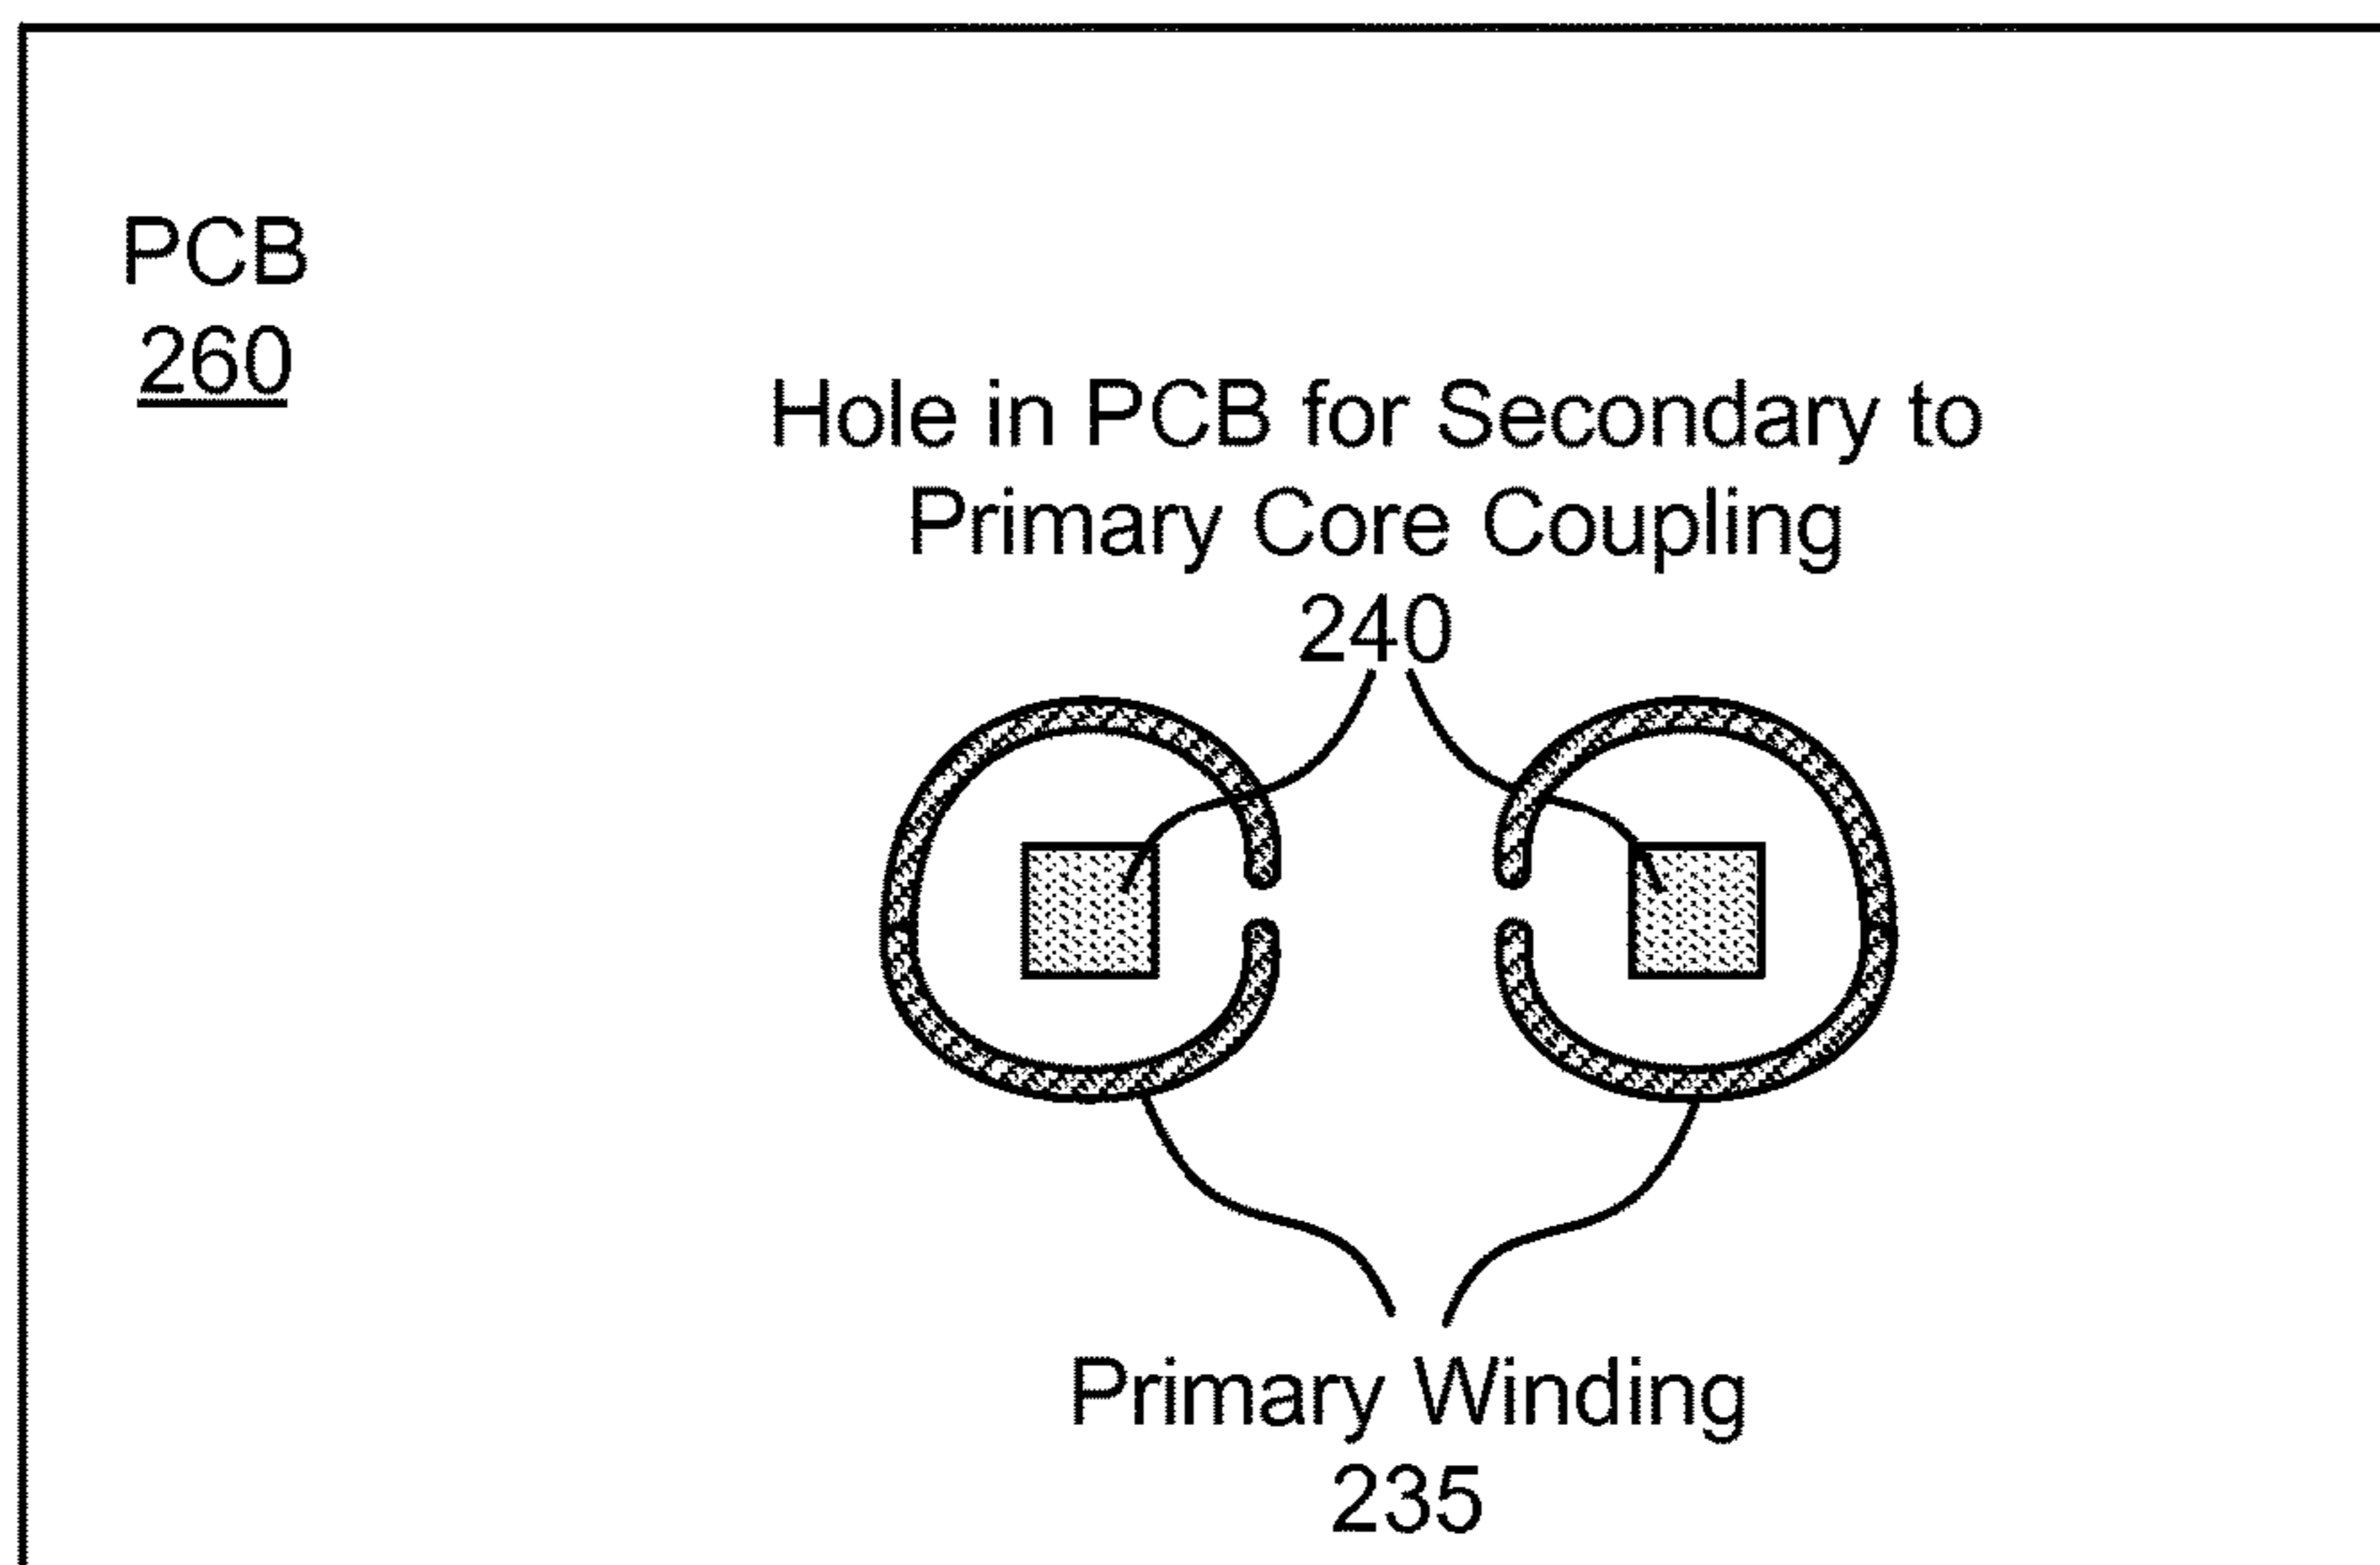 PCB
260
Hole in PCB for Secondary to
Primary Core Coupling
240
Primary Winding
235